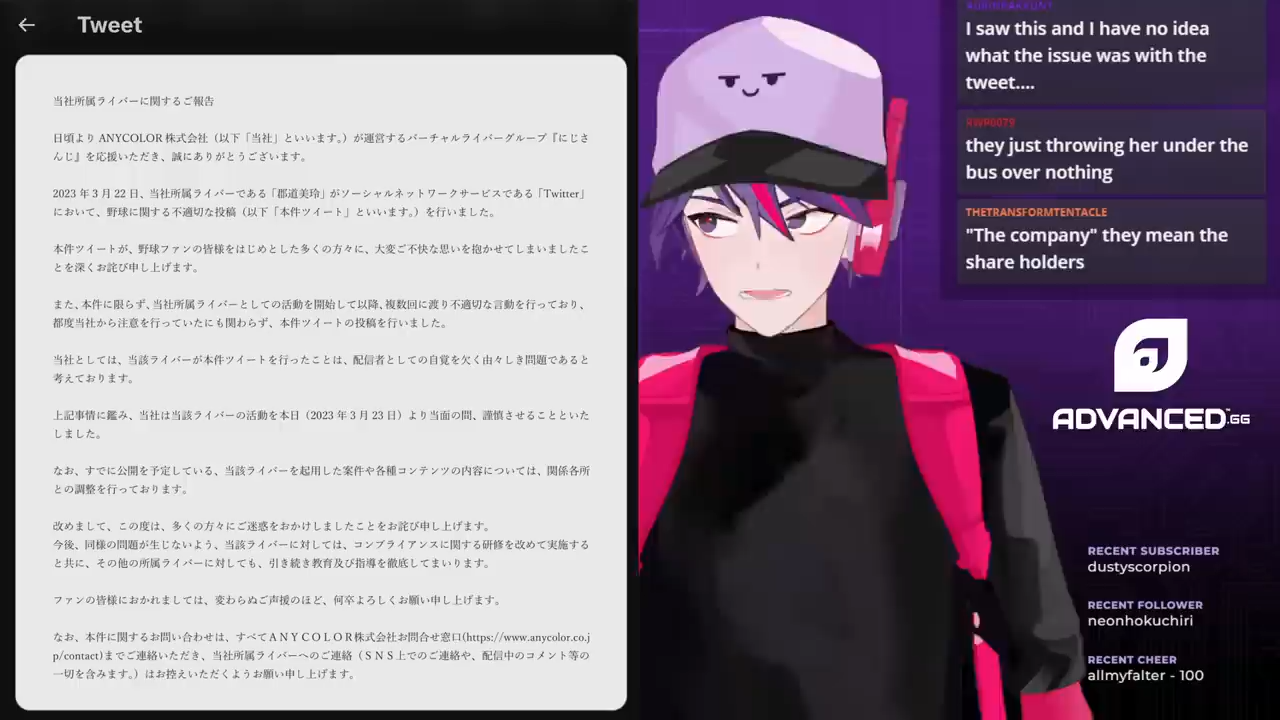 Tweet
当社所属ライバーに関するご報告
日頃より ANYCOLOR 株式会社（以下「当社」といいます。）が運営するバーチャルライバーグループ『にじさ
んじ』を応援いただき、誠にありがとうございます。
2023 年 3 月 22 日、当社所属ライバーである「郡道美玲」がソーシャルネットワークサービスである「Twitter」
において、野球に関する不適切な投稿（以下「本件ツイート」といいます。）を行いました。
本件ツイートが、野球ファンの皆様をはじめとした多くの方々に、大変ご不快な思いを抱かせてしまいましたこ
とを深くお詫び申し上げます。
また、本件に限らず、当社所属ライバーとしての活動を開始して以降、複数回に渡り不適切な言動を行っており、
都度当社から注意を行っていたにも関わらず、本件ツイートの投稿を行いました。
当社としては、当該ライバーが本件ツイートを行ったことは、配信者としての自覚を欠く由々しき問題であると
考えております。
上記事情に鑑み、当社は当該ライバーの活動を本日（2023 年 3 月 23 日）より当面の間、謹慎させることといた
しました。
なお、すでに公開を予定している、当該ライバーを起用した案件や各種コンテンツの内容については、関係各所
との調整を行っております。
改めまして、この度は、多くの方々にご迷惑をおかけしましたことをお詫び申し上げます。
今後、同様の問題が生じないよう、当該ライバーに対しては、コンプライアンスに関する研修を改めて実施する
と共に、その他の所属ライバーに対しても、引き続き教育及び指導を徹底してまいります。
ファンの皆様におかれましては、変わらぬご声援のほど、何卒よろしくお願い申し上げます。
なお、本件に関するお問い合わせは、すべてＡＮＹＣＯＬＯＲ株式会社お問合せ窓口(https://www.anycolor.co.j
p/contact)までご連絡いただき、当社所属ライバーへのご連絡（ＳＮＳ上でのご連絡や、配信中のコメント等の
一切を含みます。）はお控えいただくようお願い申し上げます。
I saw this and I have no idea
what the issue was with the
tweet....
RWP0079
they just throwing her under the
bus over nothing
THETRANSFORMTENTACLE
"The company" they mean the
share holders
ADVANCED.GG
RECENT SUBSCRIBER
dustyscorpion
RECENT FOLLOWER
neonhokuchiri
RECENT CHEER
allmyfalter - 100